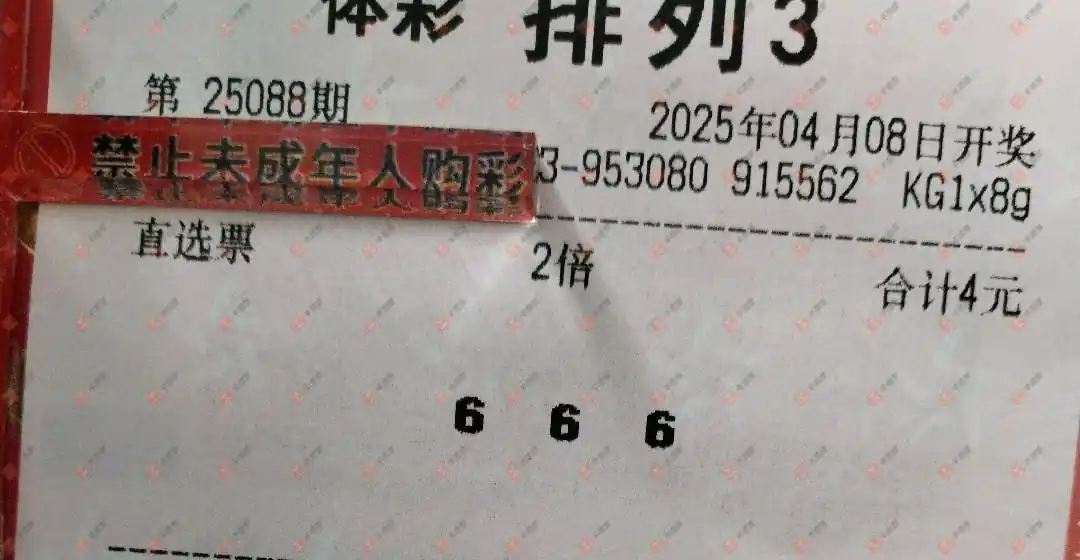 体彩 排列3
第 25088期 2025年04月08日开奖
禁止未成年人购彩 3-953080 915562 KG1x8g
直选票 2倍 合计4元
6 6 6